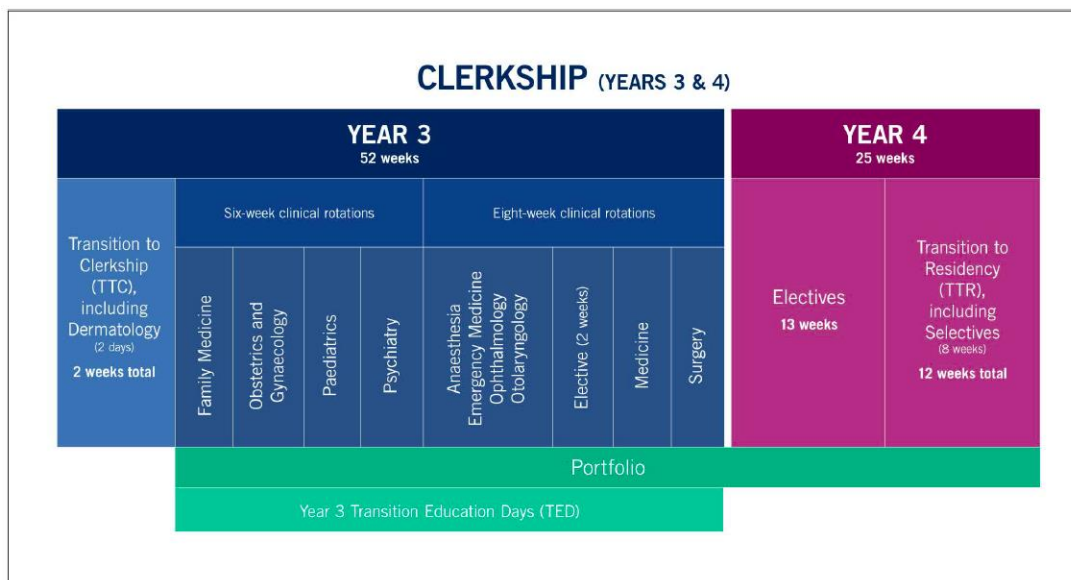 CLERKSHIP (YEARS 3 & 4)
YEAR 3
52 weeks
YEAR 4
25 weeks
Transition to
Clerkship
(TTC),
including
Dermatology
(2 days)
2 weeks total
Six-week clinical rotations
Family Medicine
Obstetrics and
Gynaecology
Paediatrics
Psychiatry
Eight-week clinical rotations
Anaesthesia
Emergency Medicine
Ophthalmology
Otolaryngology
Elective (2 weeks)
Medicine
Surgery
Electives
13 weeks
Transition to
Residency
(TTR),
including
Selectives
(8 weeks)
12 weeks total
Portfolio
Year 3 Transition Education Days (TED)